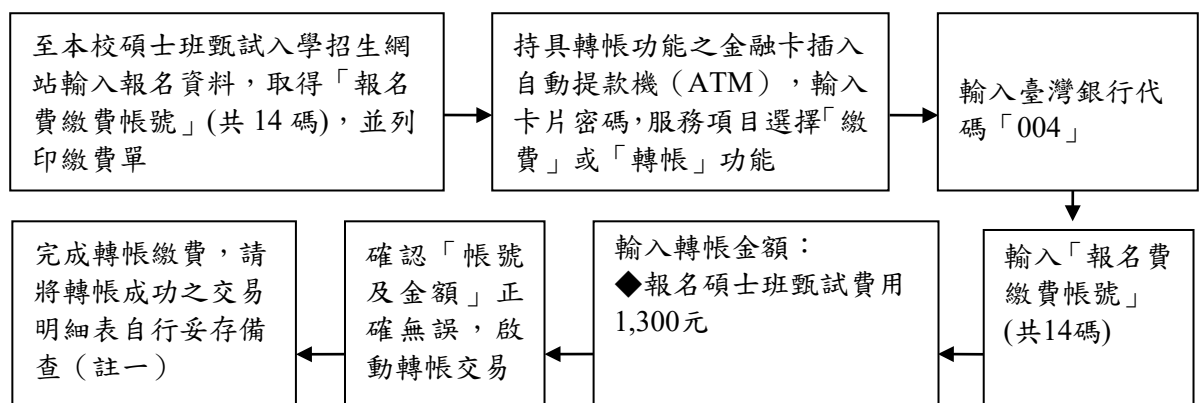 至本校碩士班甄試入學招生網
站輸入報名資料，取得「報名
費繳費帳號」(共 14 碼)，並列
印繳費單
持具轉帳功能之金融卡插入
自動提款機（ATM），輸入
卡片密碼，服務項目選擇「繳
費」或「轉帳」功能
輸入臺灣銀行代
碼「004」
輸入「報名費
繳費帳號」
(共14碼)
輸入轉帳金額：
◆報名碩士班甄試費用
1,300元
確認「帳號
及金額」正
確無誤，啟
動轉帳交易
完成轉帳繳費，請
將轉帳成功之交易
明細表自行妥存備
查（註一）